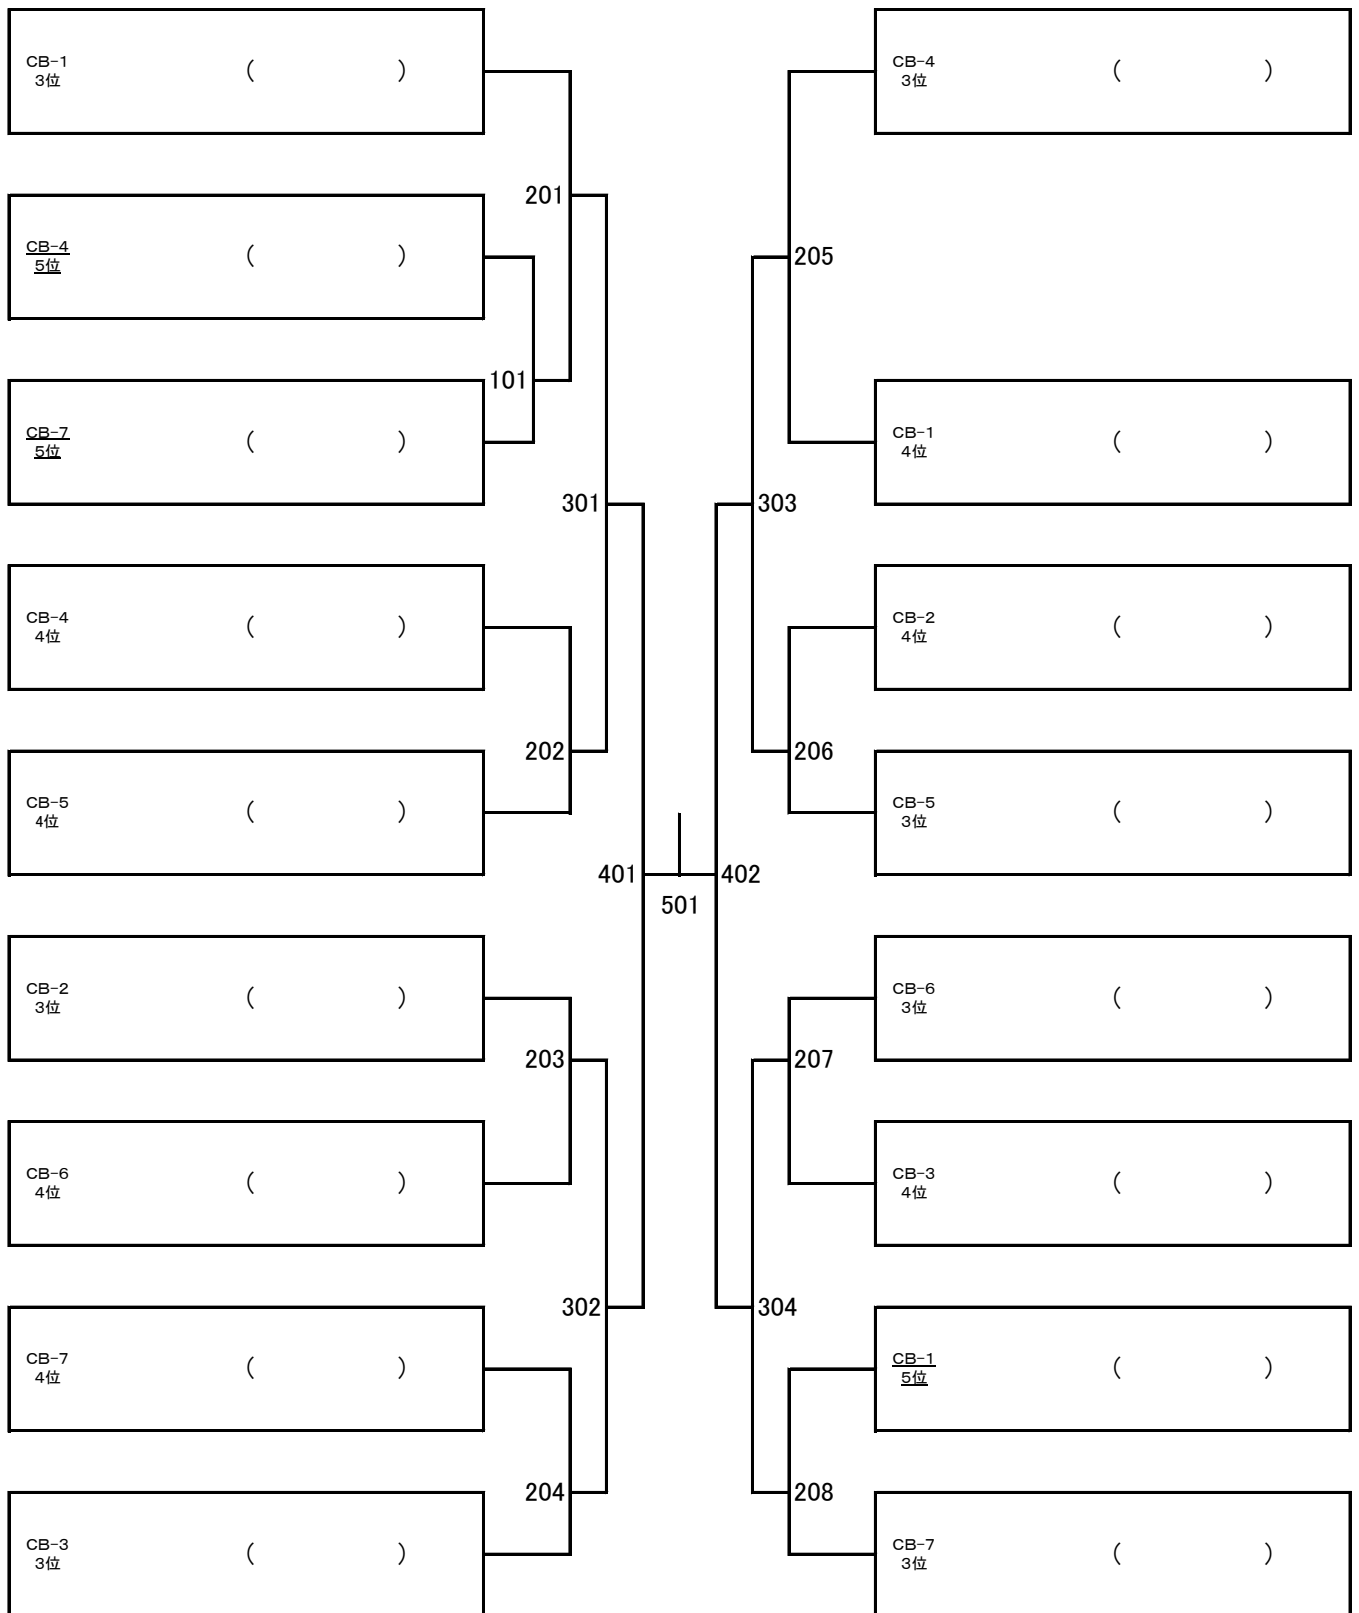 CB-1
3位
( )
CB-4
5位
( )
CB-7
5位
( )
CB-4
4位
( )
CB-5
4位
( )
CB-2
3位
( )
CB-6
4位
( )
CB-7
4位
( )
CB-3
3位
( )
201
101
301
202
401
203
302
204
501
205
303
206
402
207
304
208
CB-4
3位
( )
CB-1
4位
( )
CB-2
4位
( )
CB-5
3位
( )
CB-6
3位
( )
CB-3
4位
( )
CB-1
5位
( )
CB-7
3位
( )